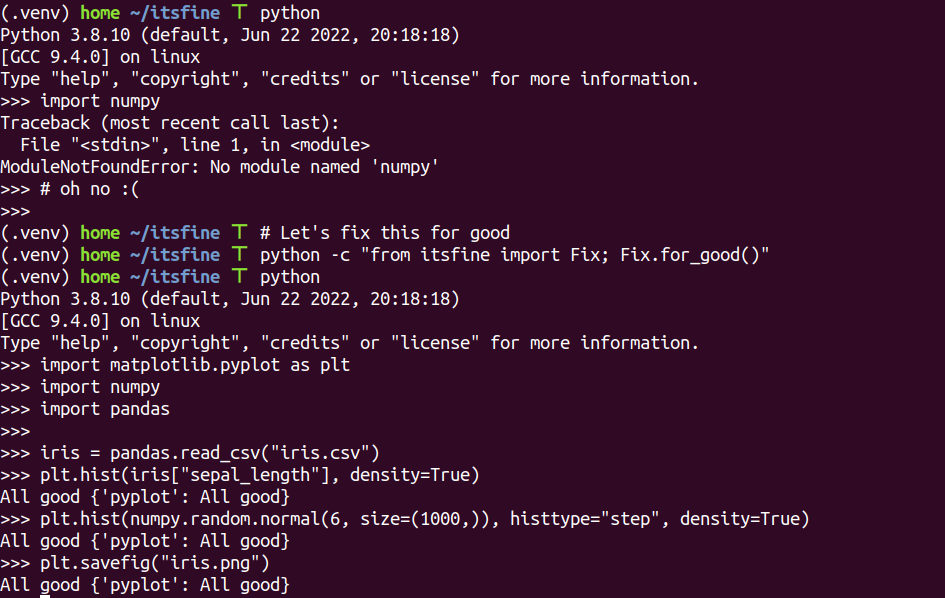 (.venv) home ~/itsfine ⊤ python
Python 3.8.10 (default, Jun 22 2022, 20:18:18)
[GCC 9.4.0] on linux
Type "help", "copyright", "credits" or "license" for more information.
>>> import numpy
Traceback (most recent call last):
  File "<stdin>", line 1, in <module>
ModuleNotFoundError: No module named 'numpy'
>>> # oh no :(
>>>
(.venv) home ~/itsfine ⊤ # Let's fix this for good
(.venv) home ~/itsfine ⊤ python -c "from itsfine import Fix; Fix.for_good()"
(.venv) home ~/itsfine ⊤ python
Python 3.8.10 (default, Jun 22 2022, 20:18:18)
[GCC 9.4.0] on linux
Type "help", "copyright", "credits" or "license" for more information.
>>> import matplotlib.pyplot as plt
>>> import numpy
>>> import pandas
>>>
>>> iris = pandas.read_csv("iris.csv")
>>> plt.hist(iris["sepal_length"], density=True)
All good {'pyplot': All good}
>>> plt.hist(numpy.random.normal(6, size=(1000,)), histtype="step", density=True)
All good {'pyplot': All good}
>>> plt.savefig("iris.png")
All good {'pyplot': All good}